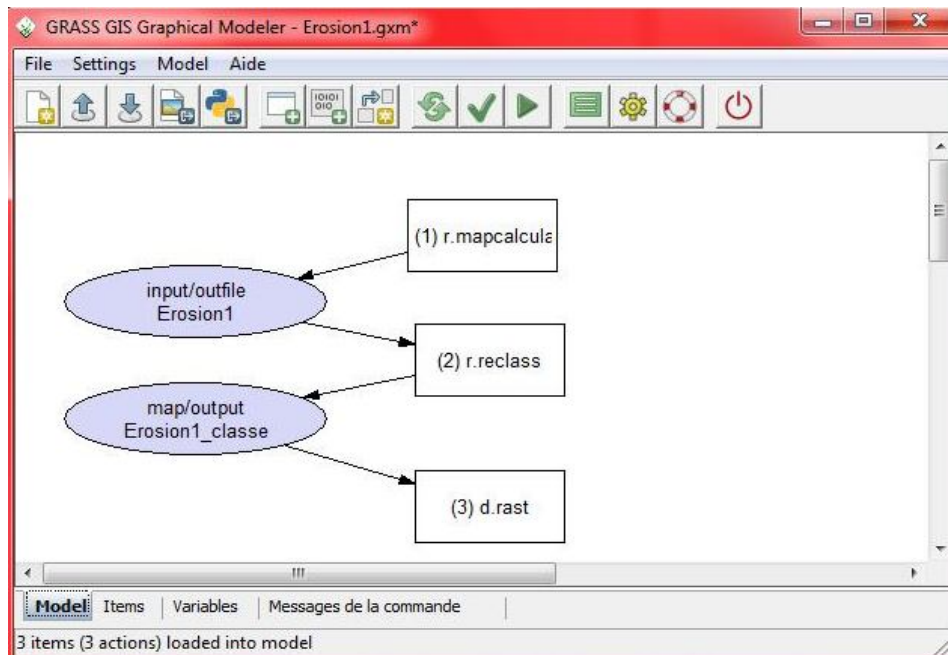 GRASS GIS Graphical Modeler - Erosion1.gxm*
File Settings Model Aide
(1) r.mapcalcula
input/outfile
Erosion1
(2) r.reclass
map/output
Erosion1_classe
(3) d.rast
Model Items Variables Messages de la commande
3 items (3 actions) loaded into model